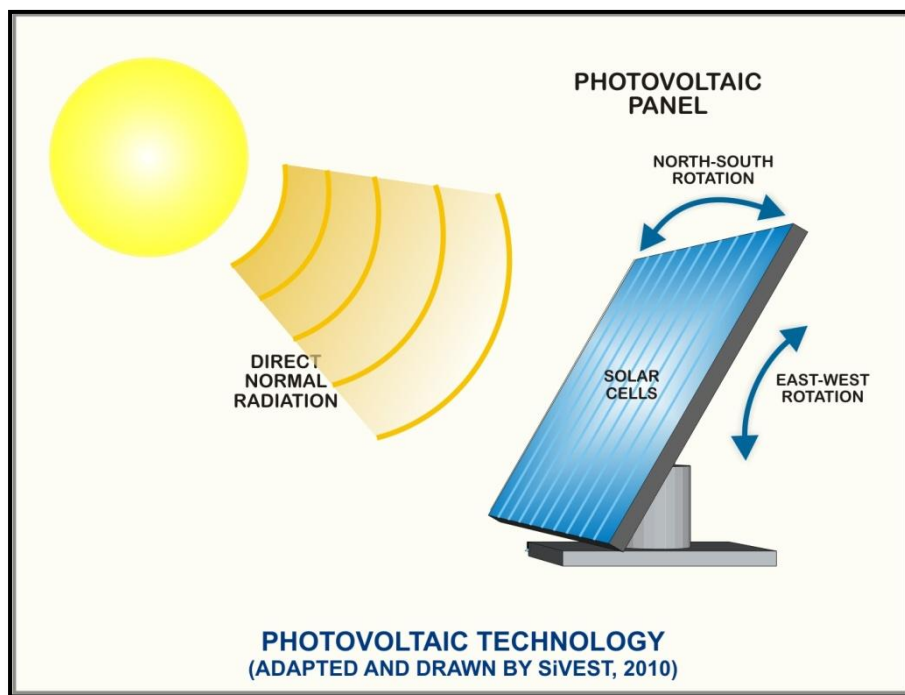 PHOTOVOLTAIC
PANEL
NORTH-SOUTH
ROTATION
DIRECT
NORMAL
RADIATION
SOLAR
CELLS
EAST-WEST
ROTATION
PHOTOVOLTAIC TECHNOLOGY
(ADAPTED AND DRAWN BY SiVEST, 2010)